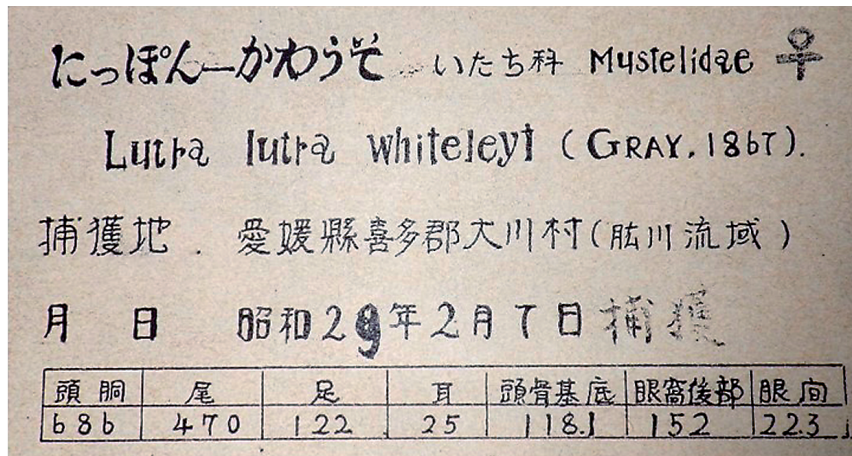 にっぽん―かわうそ いたち科 Mustelidae ♀
Lutra lutra whiteleyi (GRAY, 1867).
捕獲地 . 愛媛縣喜多郡大川村(肱川流域)
月 日 昭和29年2月7日捕獲
頭胴 尾 足 耳 頭骨基底 眼窩後部 眼间
686 470 122 25 118.1 152 22.3